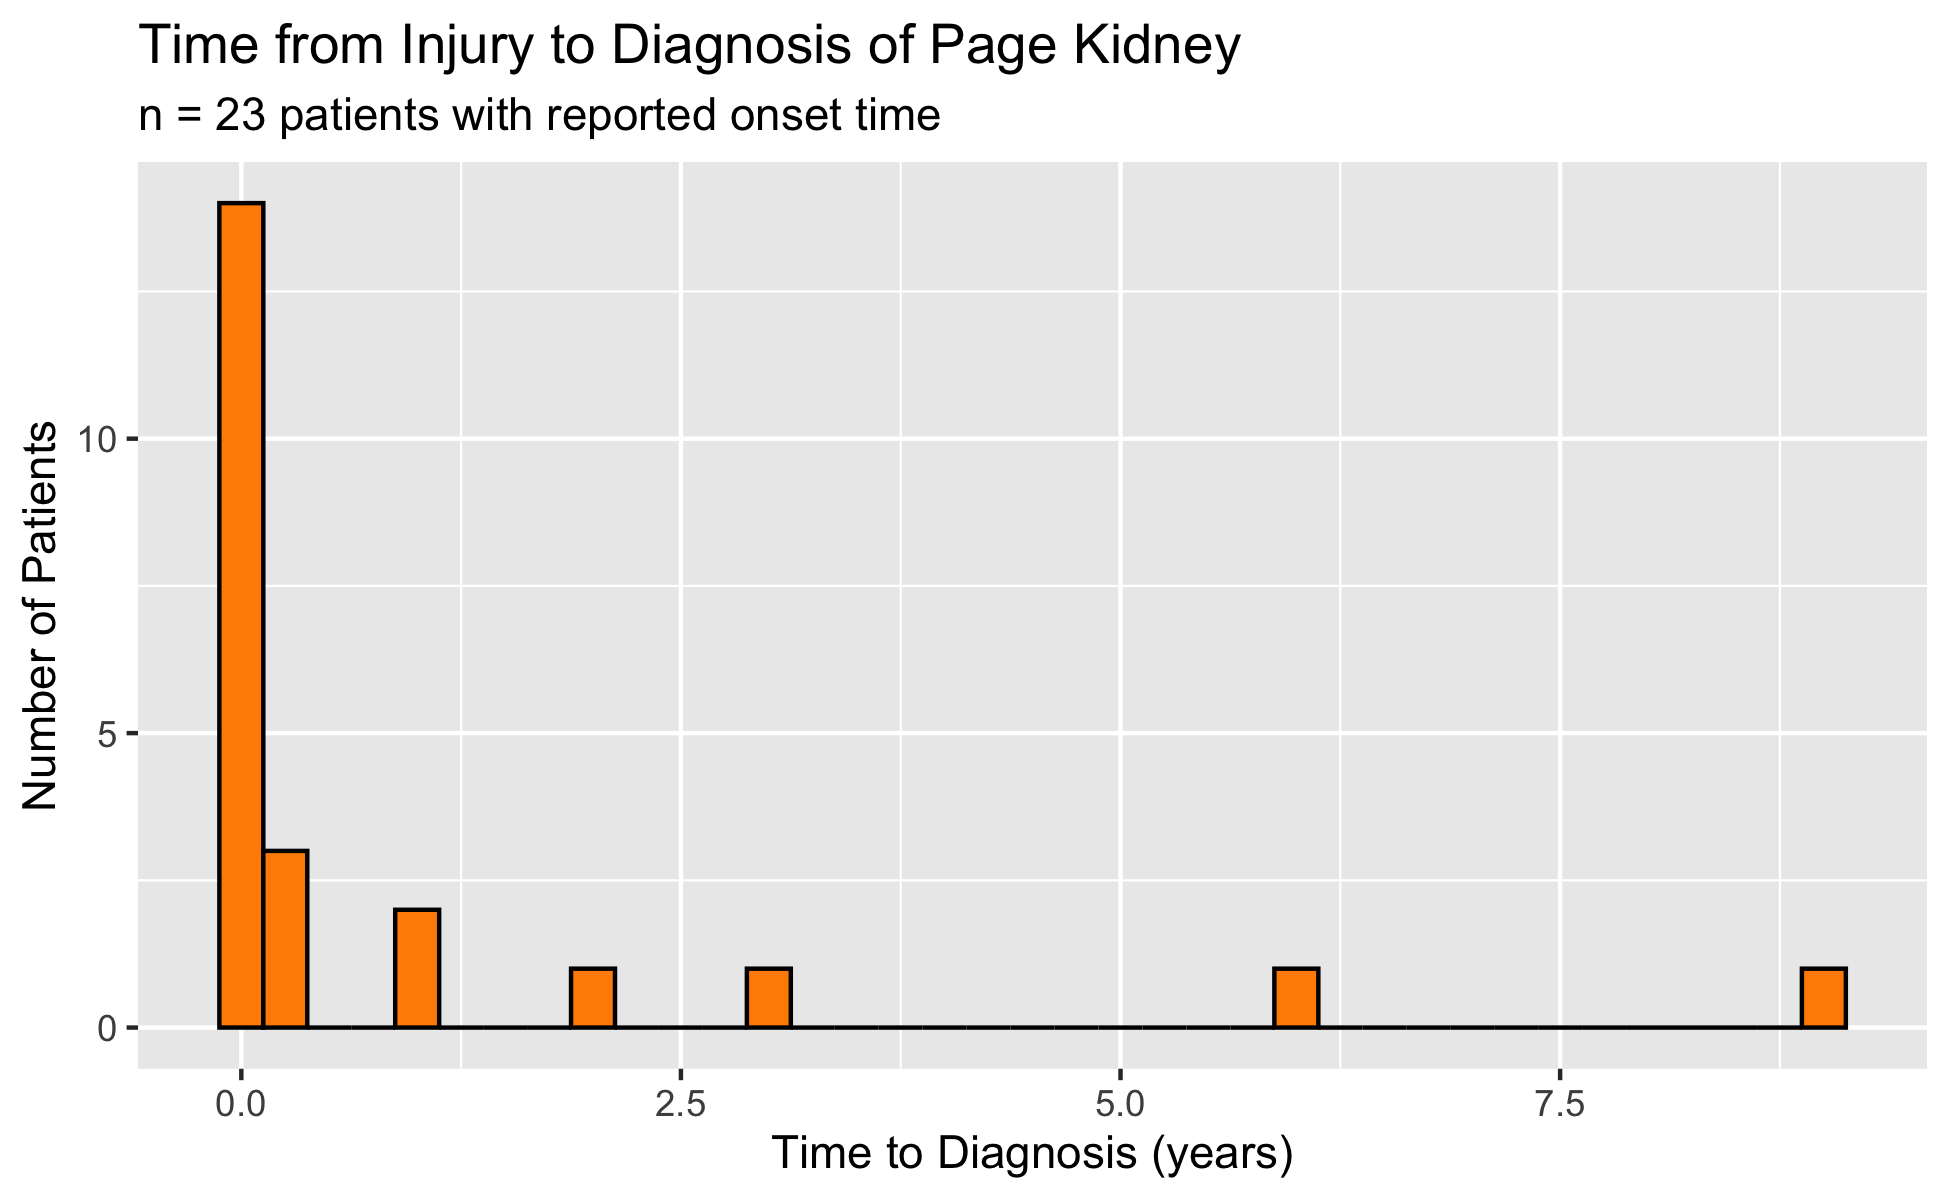 Time from Injury to Diagnosis of Page Kidney
n = 23 patients with reported onset time
Number of Patients
10
5
0
0.0 2.5 5.0 7.5
Time to Diagnosis (years)